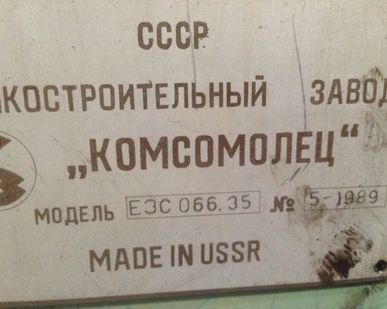 СССР
КОСТРОИТЕЛЬНЫЙ ЗАВОД
„КОМСОМОЛЕЦ“
МОДЕЛЬ ЕЗС 066.35 № 5-1989
MADE IN USSR